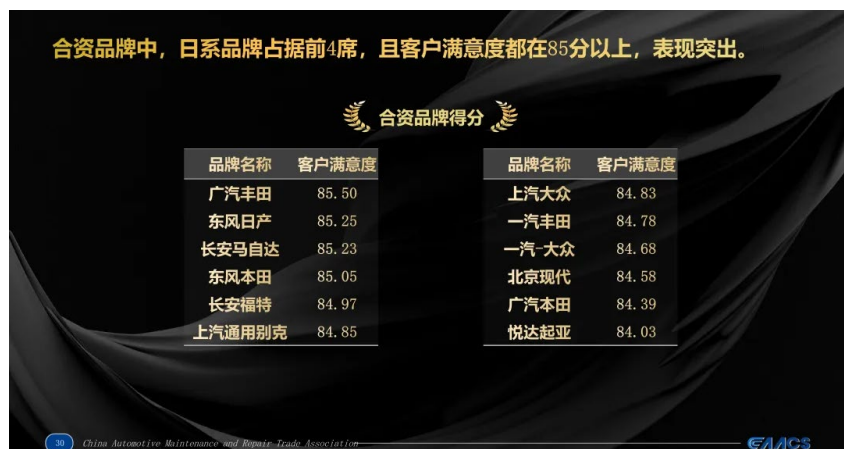 合资品牌中，日系品牌占据前4席，且客户满意度都在85分以上，表现突出。
合资品牌得分
品牌名称 客户满意度
广汽丰田 85.50
东风日产 85.25
长安马自达 85.23
东风本田 85.05
长安福特 84.97
上汽通用别克 84.85
品牌名称 客户满意度
上汽大众 84.83
一汽丰田 84.78
一汽-大众 84.68
北京现代 84.58
广汽本田 84.39
悦达起亚 84.03
30 China Automotive Maintenance and Repair Trade Association
CAACS